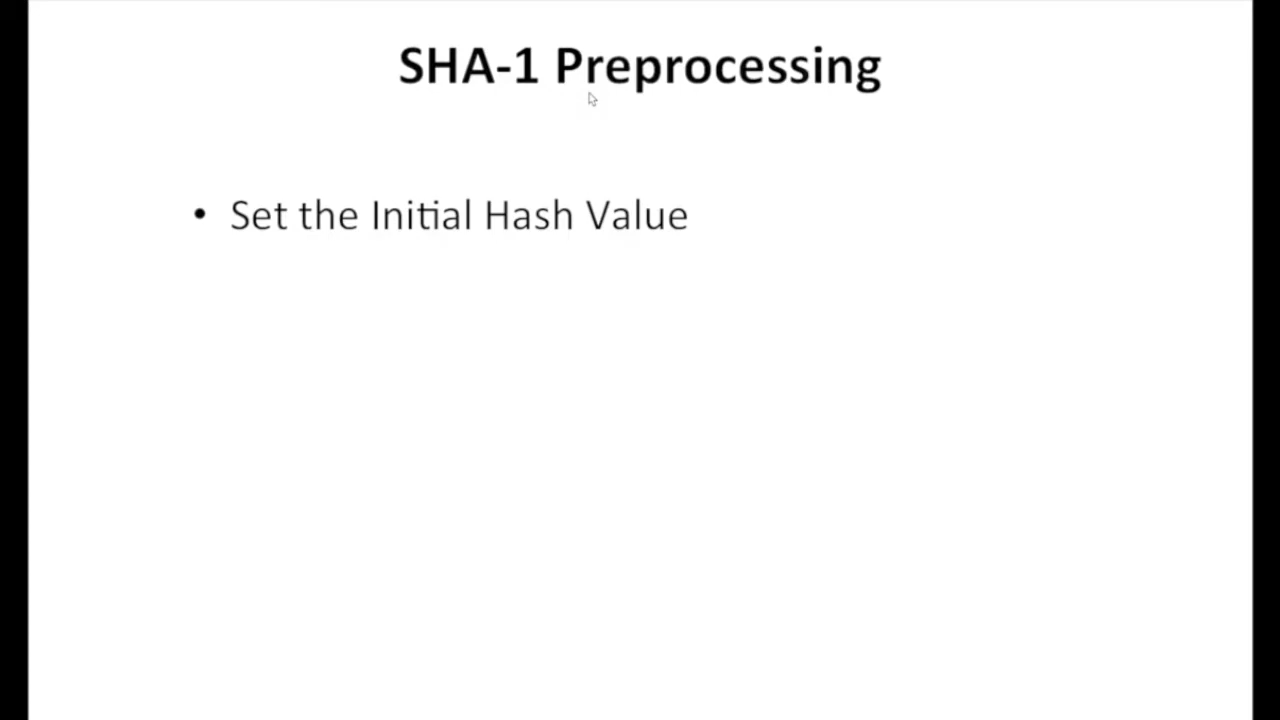 SHA-1 Preprocessing
• Set the Initial Hash Value